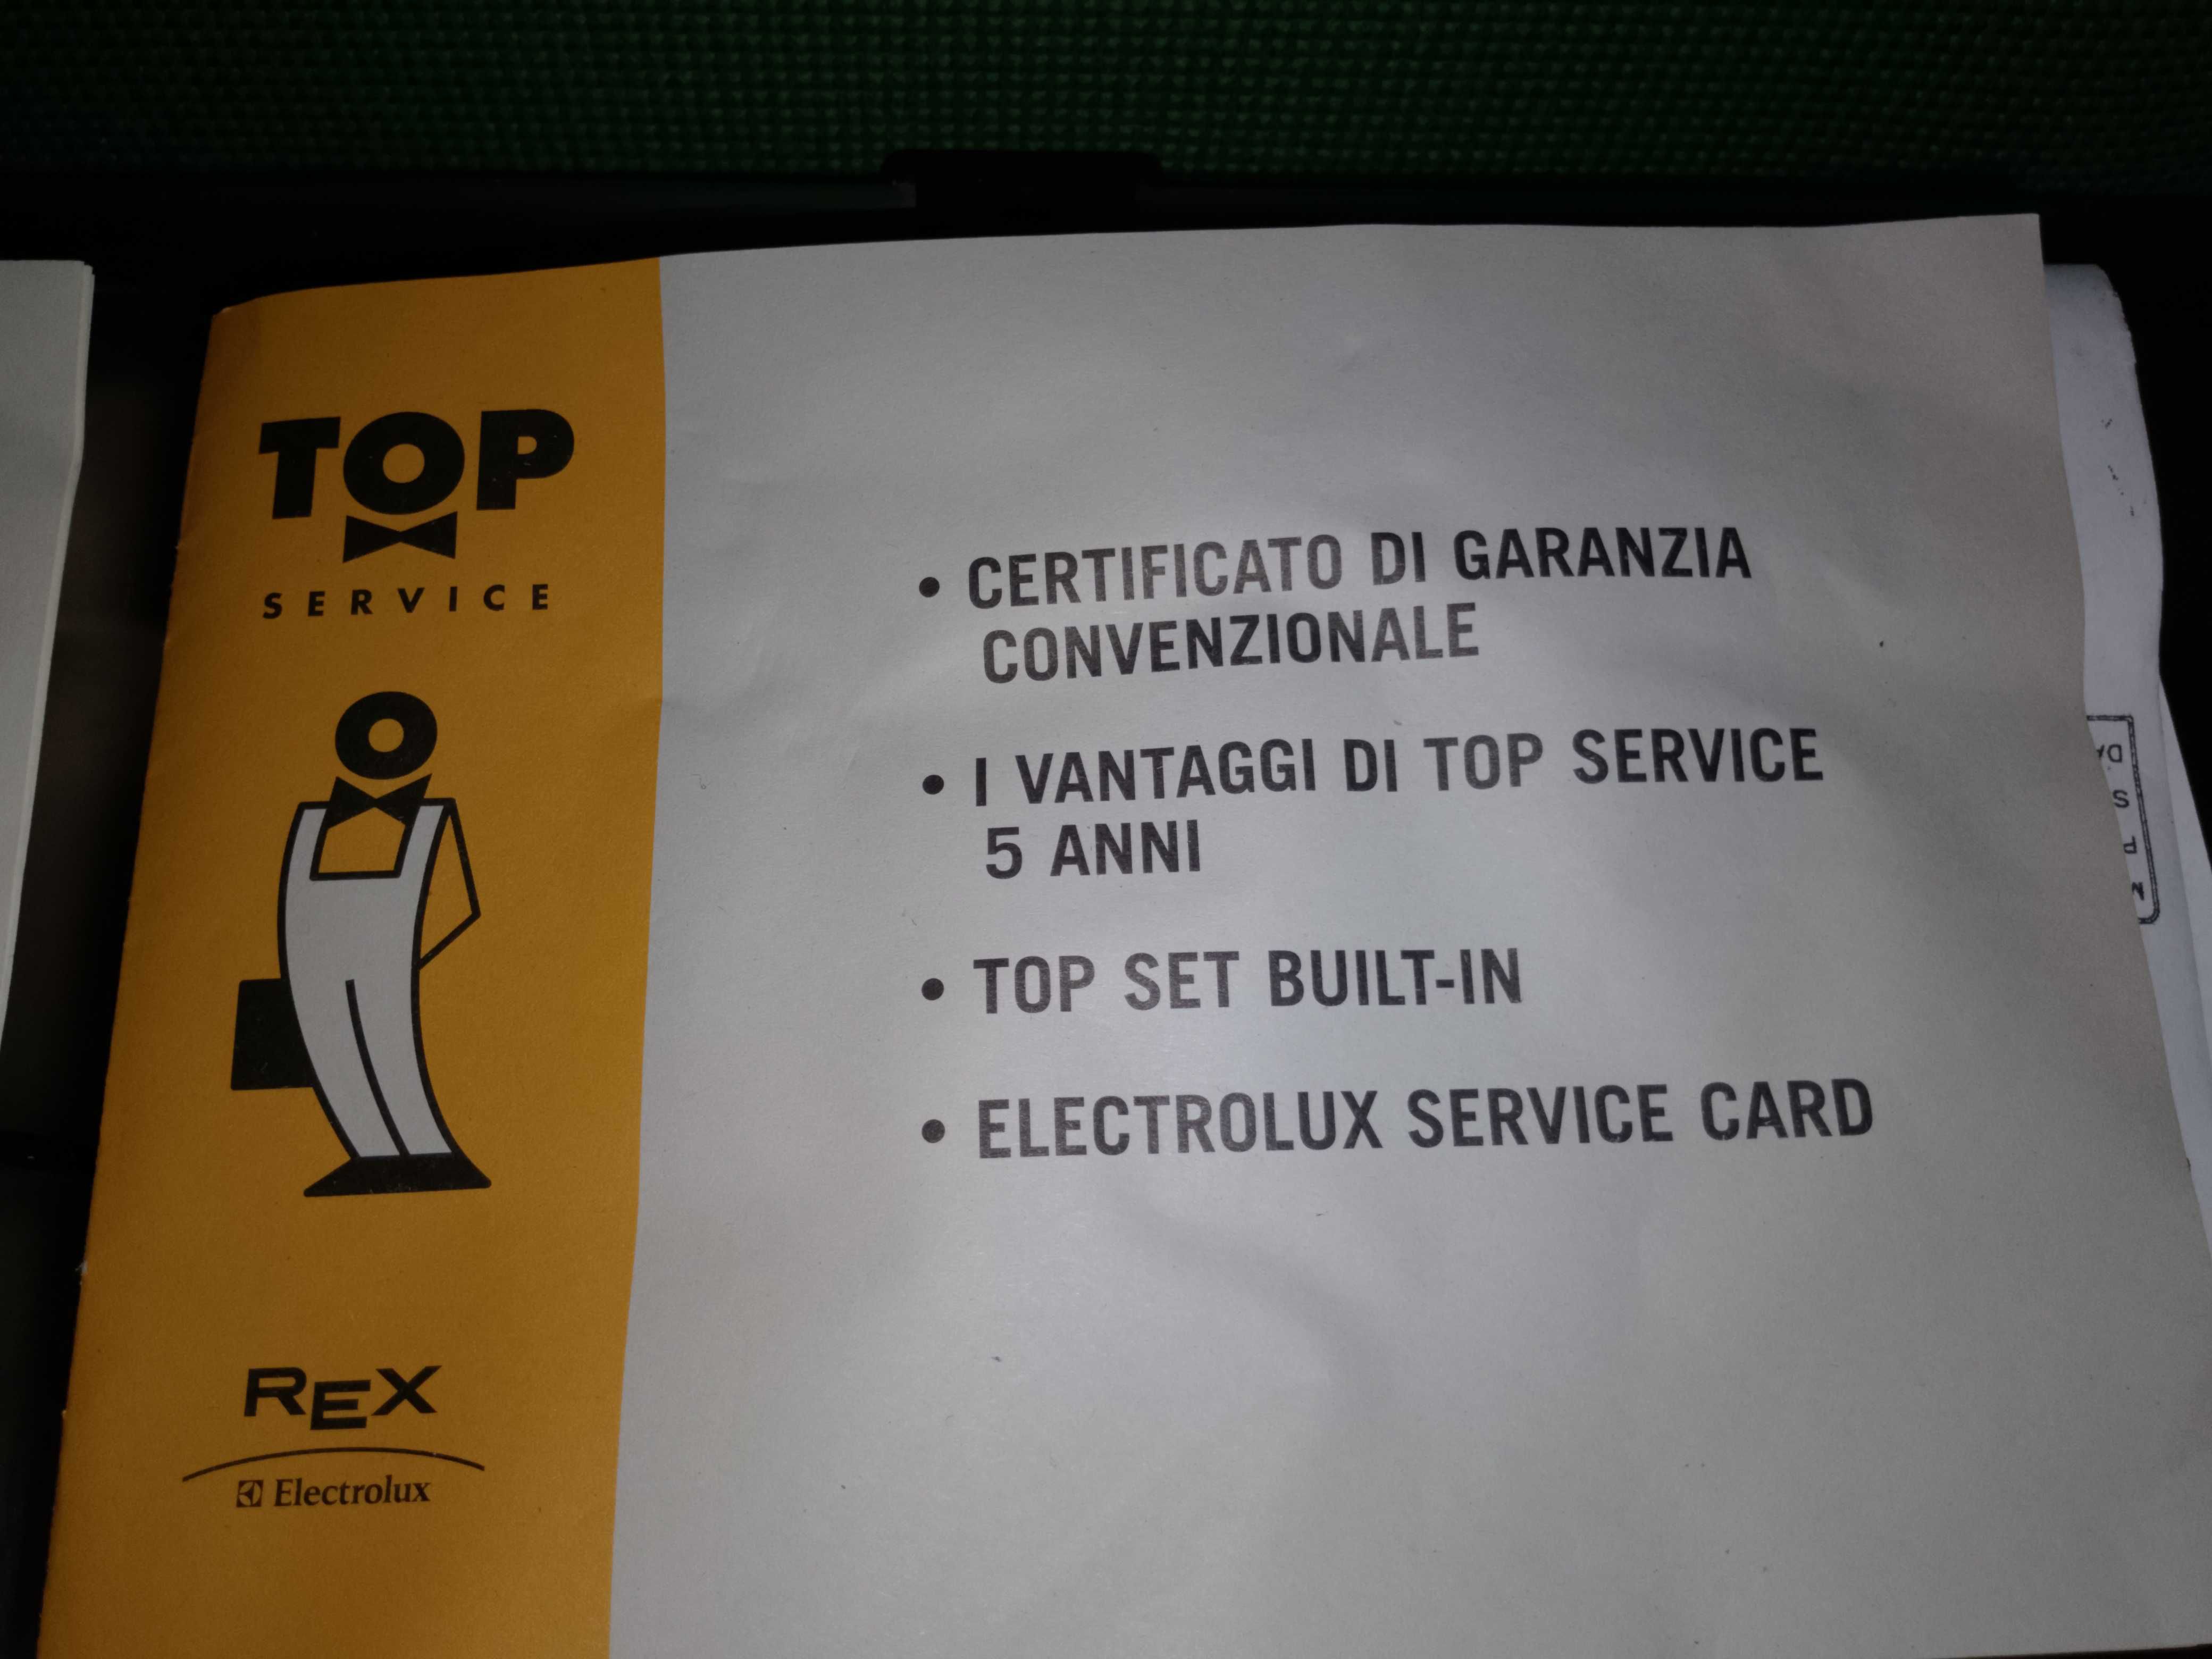 TOP
SERVICE
REX
Electrolux
• CERTIFICATO DI GARANZIA
CONVENZIONALE
• I VANTAGGI DI TOP SERVICE
5 ANNI
• TOP SET BUILT-IN
• ELECTROLUX SERVICE CARD